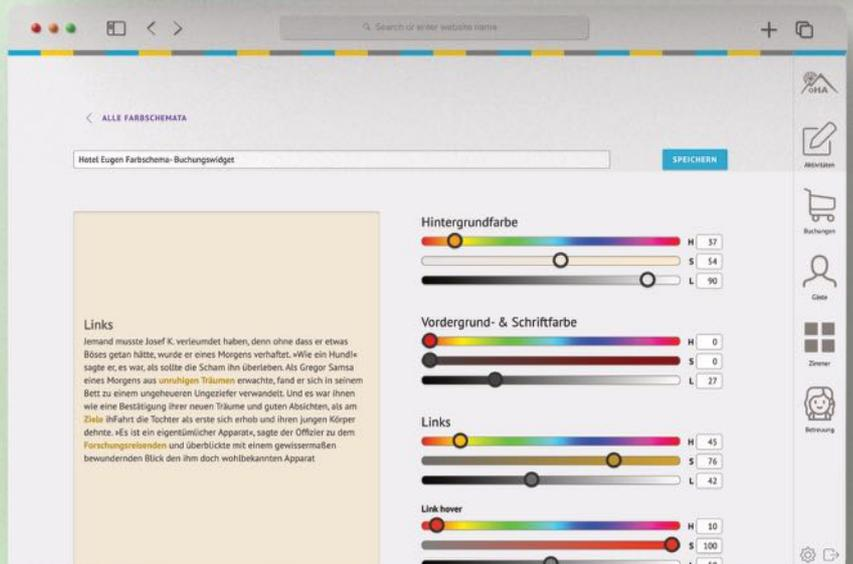 Search or enter website name
OHA
ALLE FARBSCHEMATA
Hotel Eugen Farbschema- Buchungswidget
SPEICHERN
Aktivitäten
Buchungen
Gäste
Zimmer
Betreuung
Links
Jemand musste Josef K. verleumdet haben, denn ohne dass er etwas
Böses getan hätte, wurde er eines Morgens verhaftet. »Wie ein Hund!«
sagte er, es war, als sollte die Scham ihn überleben. Als Gregor Samsa
eines Morgens aus unruhigen Träumen erwachte, fand er sich in seinem
Bett zu einem ungeheueren Ungeziefer verwandelt. Und es war ihnen
wie eine Bestätigung ihrer neuen Träume und guten Absichten, als am
Ziele ihFahrt die Tochter als erste sich erhob und ihren jungen Körper
dehnte. »Es ist ein eigentümlicher Apparat«, sagte der Offizier zu dem
Forschungsreisenden und überblickte mit einem gewissermaßen
bewundernden Blick den ihm doch wohlbekannten Apparat
Hintergrundfarbe
H 37
S 54
L 90
Vordergrund- & Schriftfarbe
H 0
S 0
L 27
Links
H 45
S 76
L 42
Link hover
H 10
S 100